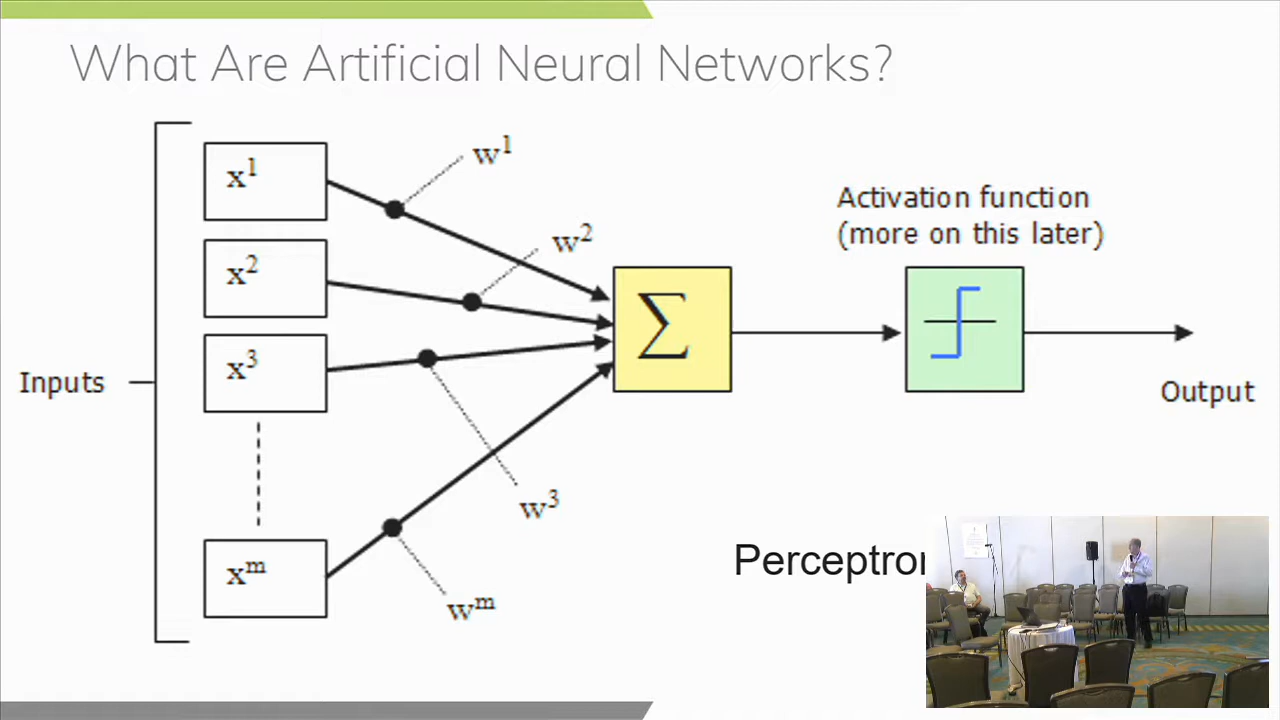 What Are Artificial Neural Networks?
x¹
w¹
x²
w²
x³
w³
xᵐ
wᵐ
Inputs
Σ
Activation function
(more on this later)
Output